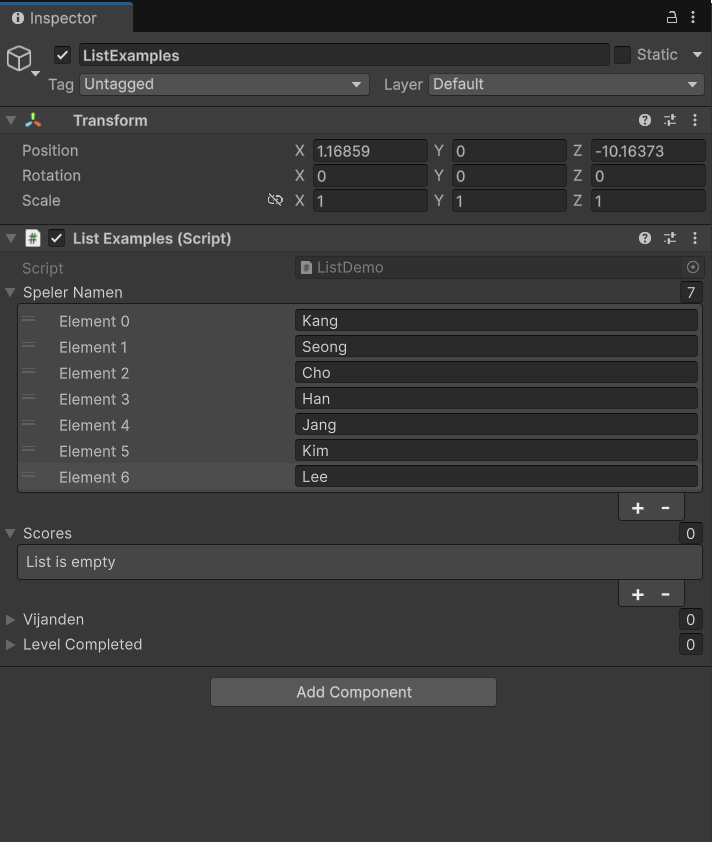 Inspector
ListExamples Static
Tag Untagged Layer Default
Transform
Position X 1.16859 Y 0 Z -10.16373
Rotation X 0 Y 0 Z 0
Scale X 1 Y 1 Z 1
# List Examples (Script)
Script # ListDemo
Speler Namen 7
Element 0 Kang
Element 1 Seong
Element 2 Cho
Element 3 Han
Element 4 Jang
Element 5 Kim
Element 6 Lee
+ -
Scores 0
List is empty
+ -
Vijanden 0
Level Completed 0
Add Component